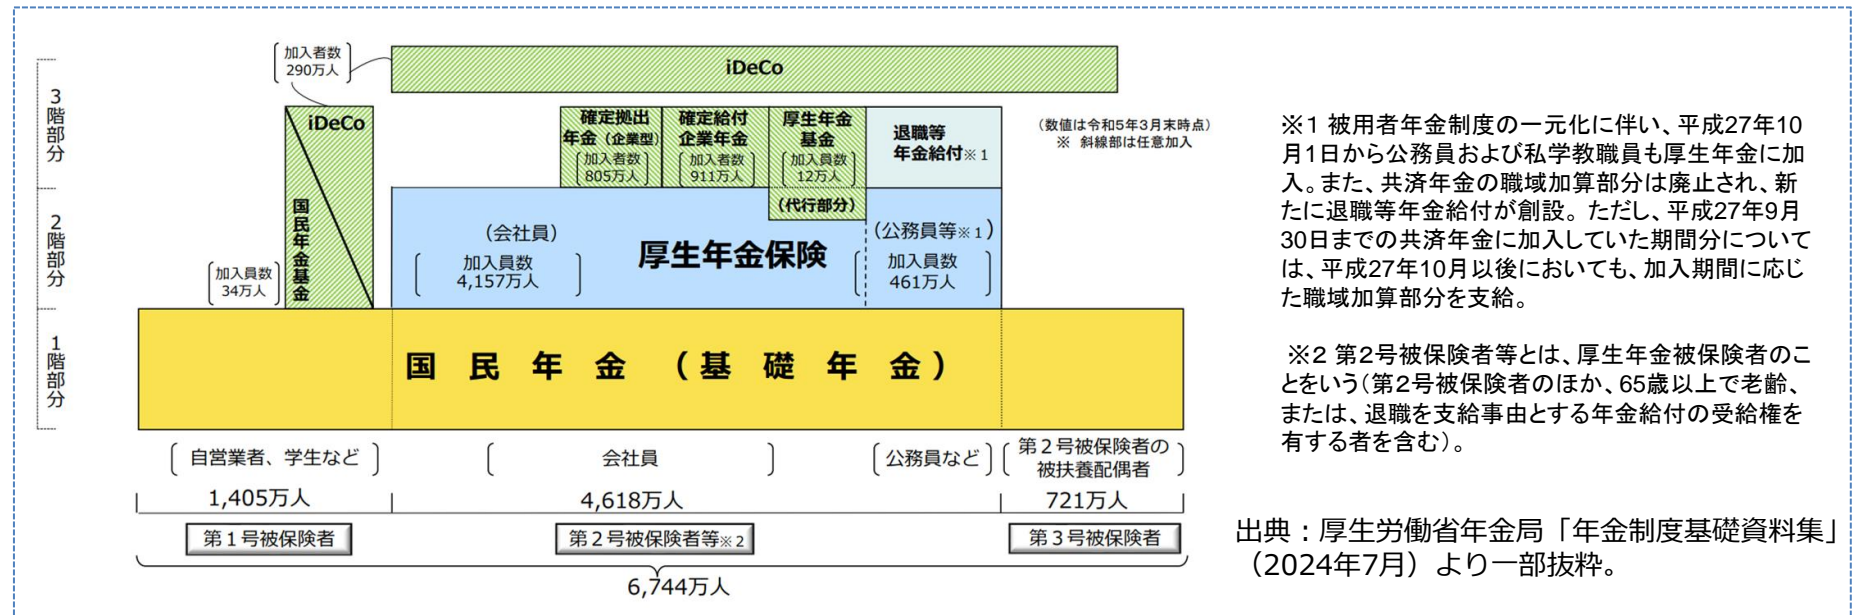 加入者数
290万人
iDeCo
3階部分
iDeCo
確定拠出
年金（企業型）
加入者数
805万人
確定給付
企業年金
加入者数
911万人
厚生年金
基金
加入員数
12万人
（代行部分）
退職等
年金給付※１
（数値は令和5年3月末時点）
※　斜線部は任意加入
2階部分
国民年金基金
加入員数
34万人
（会社員）
加入員数
4,157万人
厚生年金保険
（公務員等※１）
加入員数
461万人
1階部分
国　民　年　金　（基　礎　年　金）
自営業者、学生など
会社員
公務員など
第２号被保険者の
被扶養配偶者
1,405万人
4,618万人
721万人
第１号被保険者
第２号被保険者等※２
第３号被保険者
6,744万人
※1 被用者年金制度の一元化に伴い、平成27年10
月1日から公務員および私学教職員も厚生年金に加
入。また、共済年金の職域加算部分は廃止され、新
たに退職等年金給付が創設。ただし、平成27年9月
30日までの共済年金に加入していた期間分について
は、平成27年10月以後においても、加入期間に応じ
た職域加算部分を支給。
※2 第2号被保険者等とは、厚生年金被保険者のこ
とをいう（第2号被保険者のほか、65歳以上で老齢、
または、退職を支給事由とする年金給付の受給権を
有する者を含む）。
出典：厚生労働省年金局「年金制度基礎資料集」
（2024年7月）より一部抜粋。